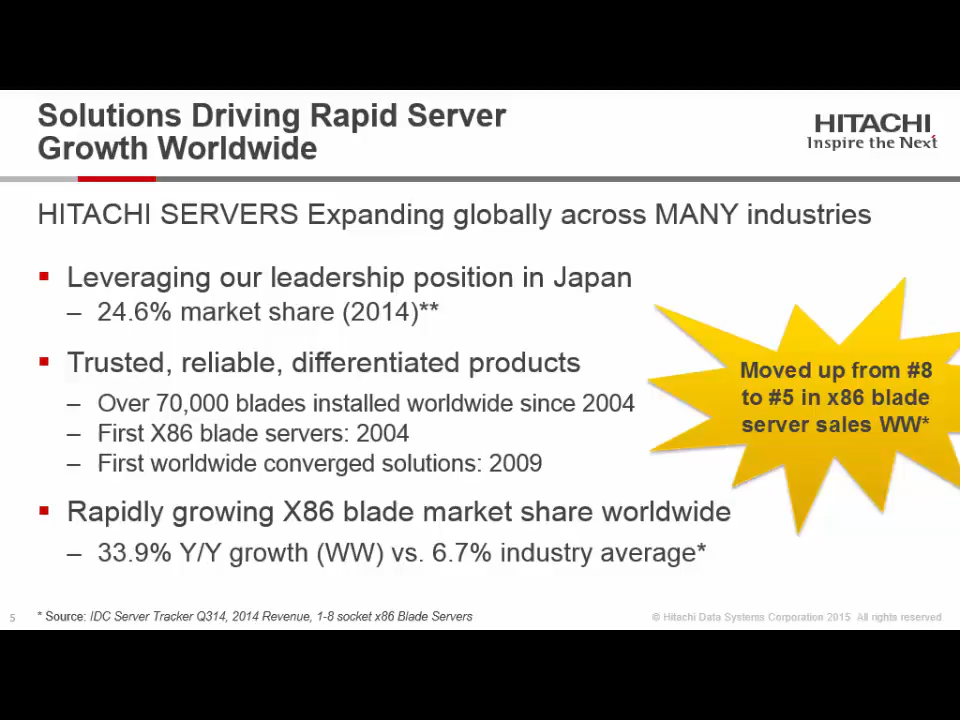 Solutions Driving Rapid Server
Growth Worldwide
HITACHI
Inspire the Next
HITACHI SERVERS Expanding globally across MANY industries
▪ Leveraging our leadership position in Japan
– 24.6% market share (2014)**
▪ Trusted, reliable, differentiated products
– Over 70,000 blades installed worldwide since 2004
– First X86 blade servers: 2004
– First worldwide converged solutions: 2009
▪ Rapidly growing X86 blade market share worldwide
– 33.9% Y/Y growth (WW) vs. 6.7% industry average*
Moved up from #8
to #5 in x86 blade
server sales WW*
5
* Source: IDC Server Tracker Q314, 2014 Revenue, 1-8 socket x86 Blade Servers
© Hitachi Data Systems Corporation 2015 All rights reserved